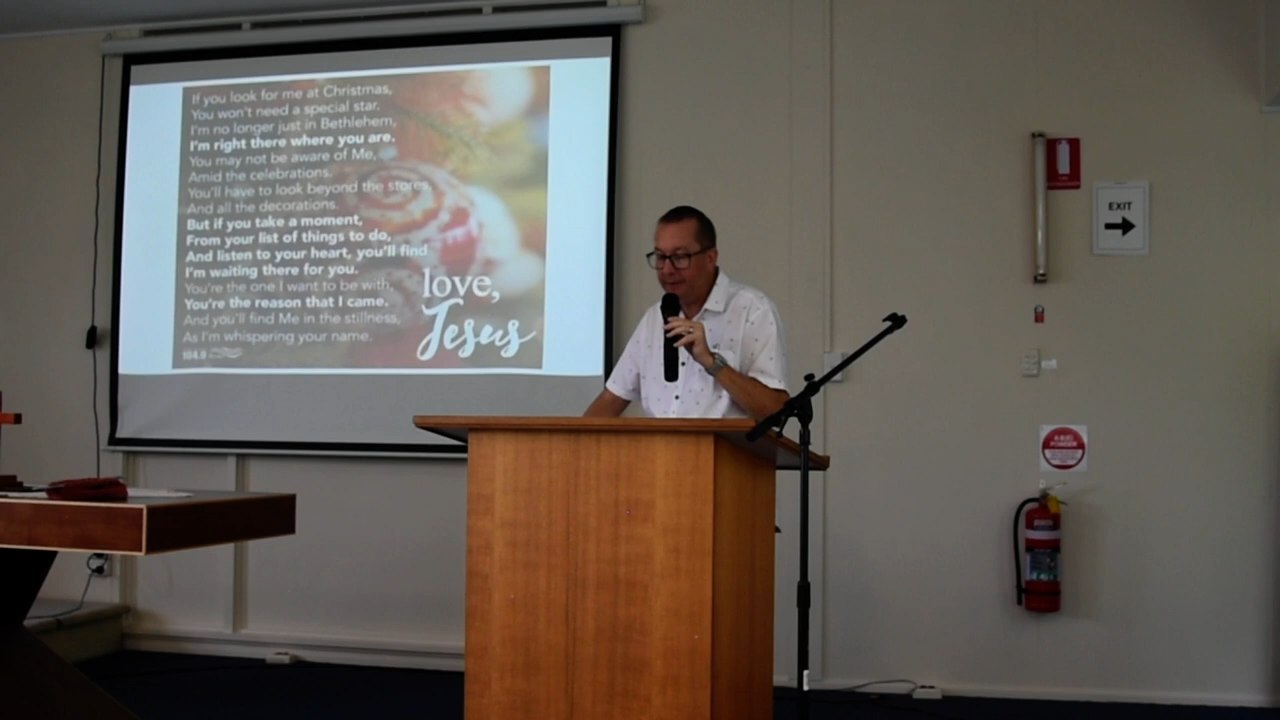 If you look for me at Christmas,
You won't need a special star.
I'm no longer just in Bethlehem,
I'm right there where you are.
You may not be aware of Me,
Amid the celebrations.
You'll have to look beyond the stores,
And all the decorations.
But if you take a moment,
From your list of things to do,
And listen to your heart, you'll find
I'm waiting there for you.
You're the one I want to be with,
You're the reason that I came.
And you'll find Me in the stillness,
As I'm whispering your name.
love,
Jesus
EXIT